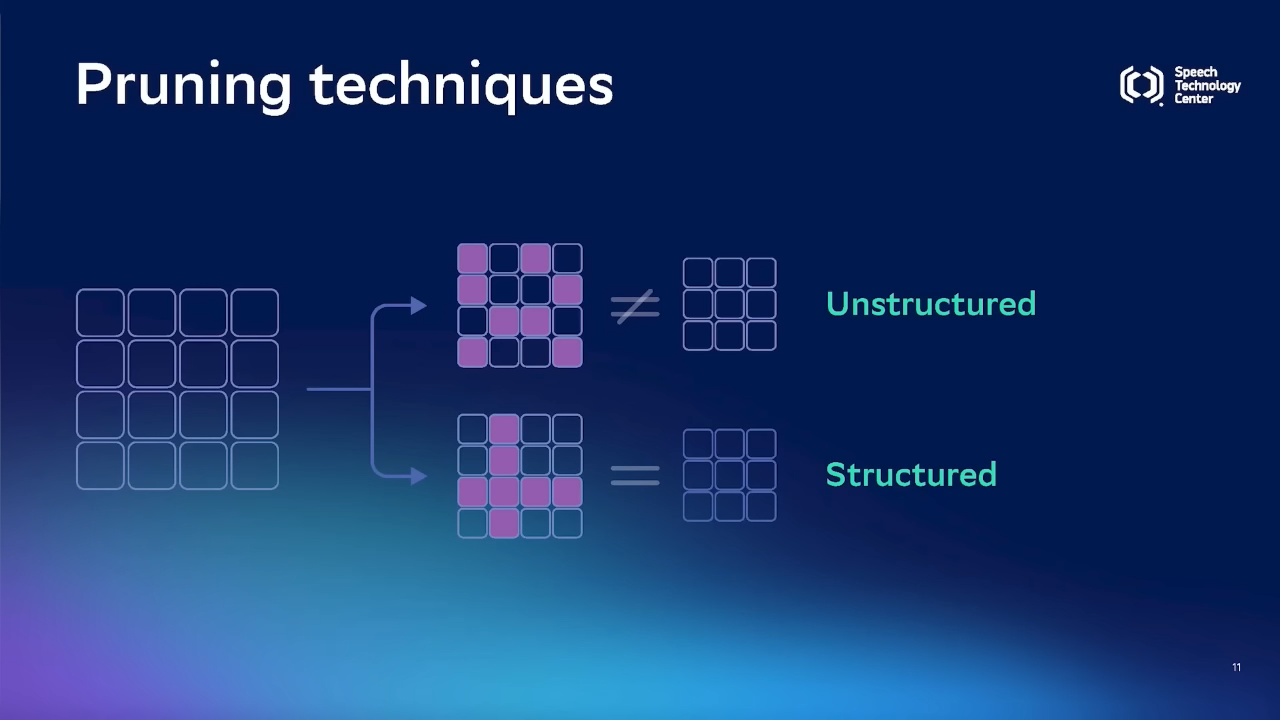 Pruning techniques
Speech
Technology
Center
Unstructured
Structured
11